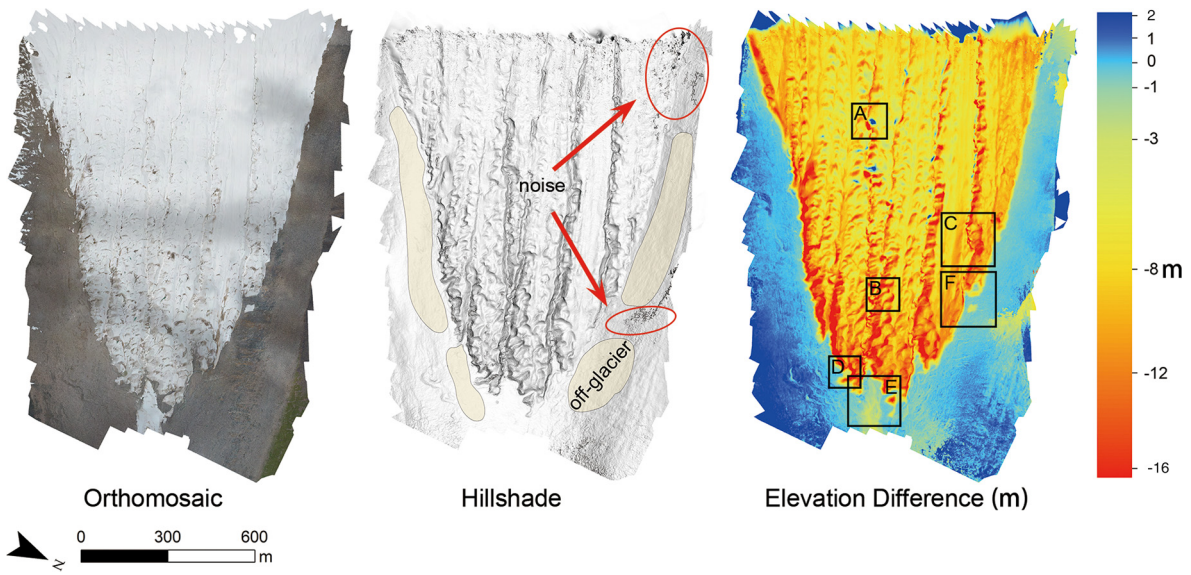 noise
off-glacier
A
B
C
D
E
F
2
1
0
-1
-3
-8 m
-12
-16
Orthomosaic
Hillshade
Elevation Difference (m)
N
0 300 600
m